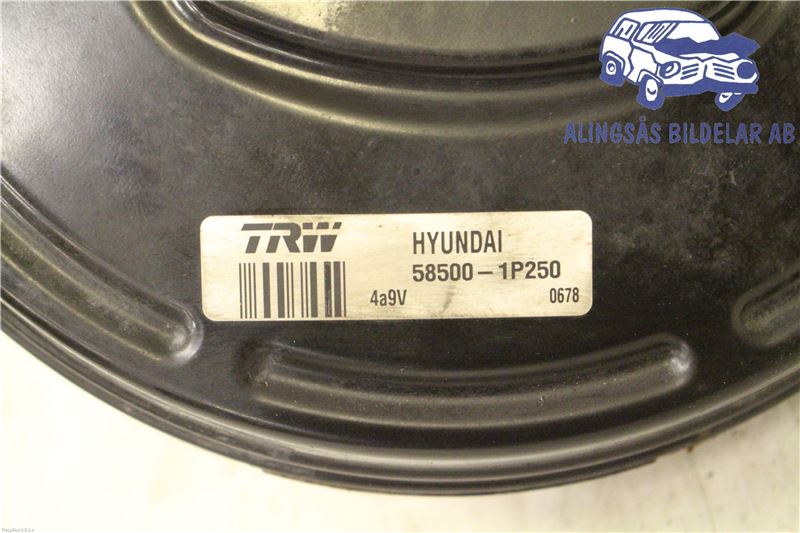 ALINGSÅS BILDELAR AB
TRW
HYUNDAI
58500-1P250
4a9V
0678